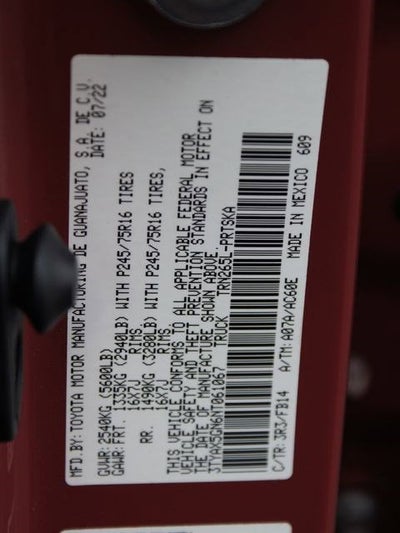 MFD.BY: TOYOTA MOTOR MANUFACTURING DE GUANAJUATO, S.A. DE C.V.
DATE: 07/22
GVWR: 2540KG (5600LB)
GAWR: FRT. 1335KG (2940LB) WITH P245/75R16 TIRES,
16X7J RIMS,
RR. 1490KG (3280LB) WITH P245/75R16 TIRES,
16X7J RIMS,
THIS VEHICLE CONFORMS TO ALL APPLICABLE FEDERAL MOTOR
VEHICLE SAFETY AND THEFT PREVENTION STANDARDS IN EFFECT ON
THE DATE OF MANUFACTURE SHOWN ABOVE.
3TYAX5GN6NT061067 TRUCK TRN265L-PRTSKA
C/TR: 3R3/FB14 A/TM: A07A/AC60E MADE IN MEXICO 609